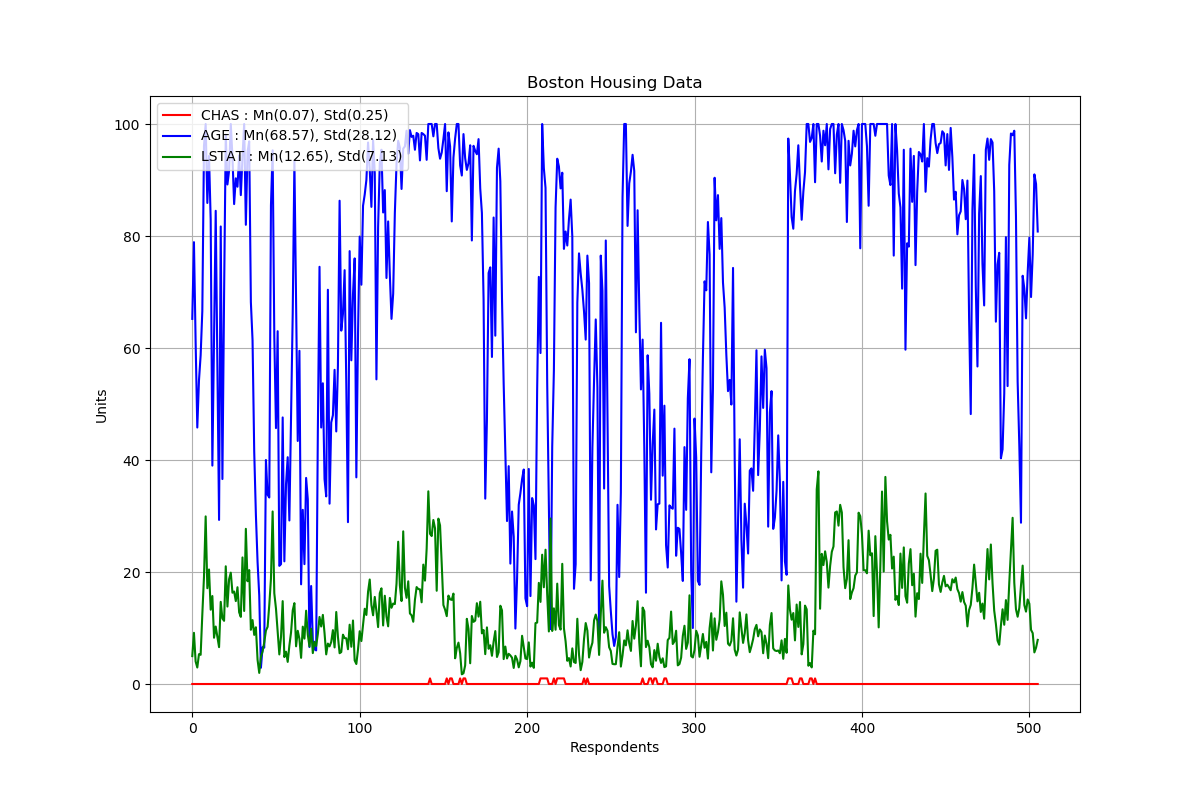 Boston Housing Data
CHAS : Mn(0.07), Std(0.25)
AGE : Mn(68.57), Std(28.12)
LSTAT : Mn(12.65), Std(7.13)
100
80
60
40
20
0
Units
0 100 200 300 400 500
Respondents